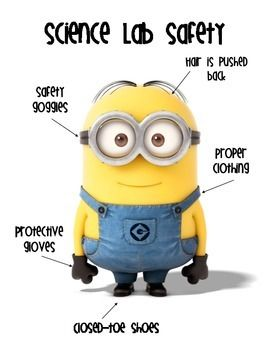 Science Lab Safety
Hair is pushed
back
Safety
goggles
Proper
clothing
Protective
gloves
Closed-toe shoes